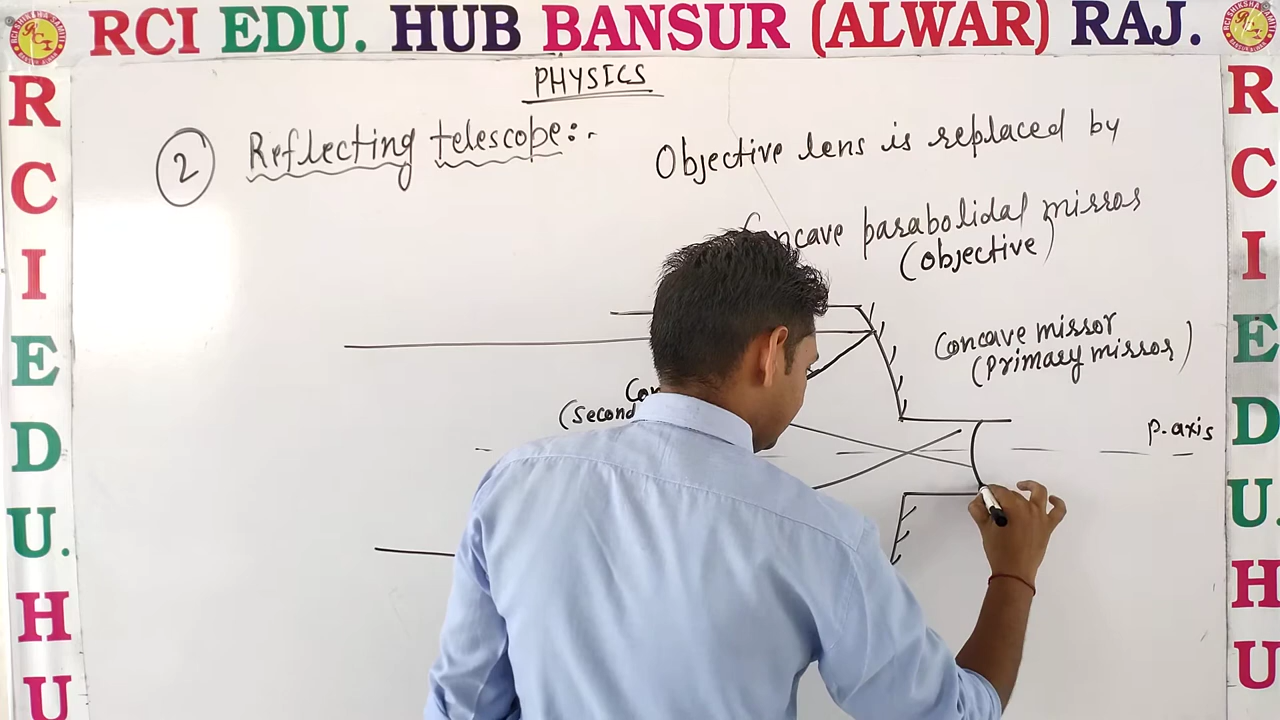 RCI EDU. HUB BANSUR (ALWAR) RAJ.
R
C
I
E
D
U.
H
U
PHYSICS
2 Reflecting telescope:-
Objective lens is replaced by
Concave parabolidal mirror
(objective)
Concave mirror
(Primary mirror)
P-axis
R
C
I
E
D
U.
H
U